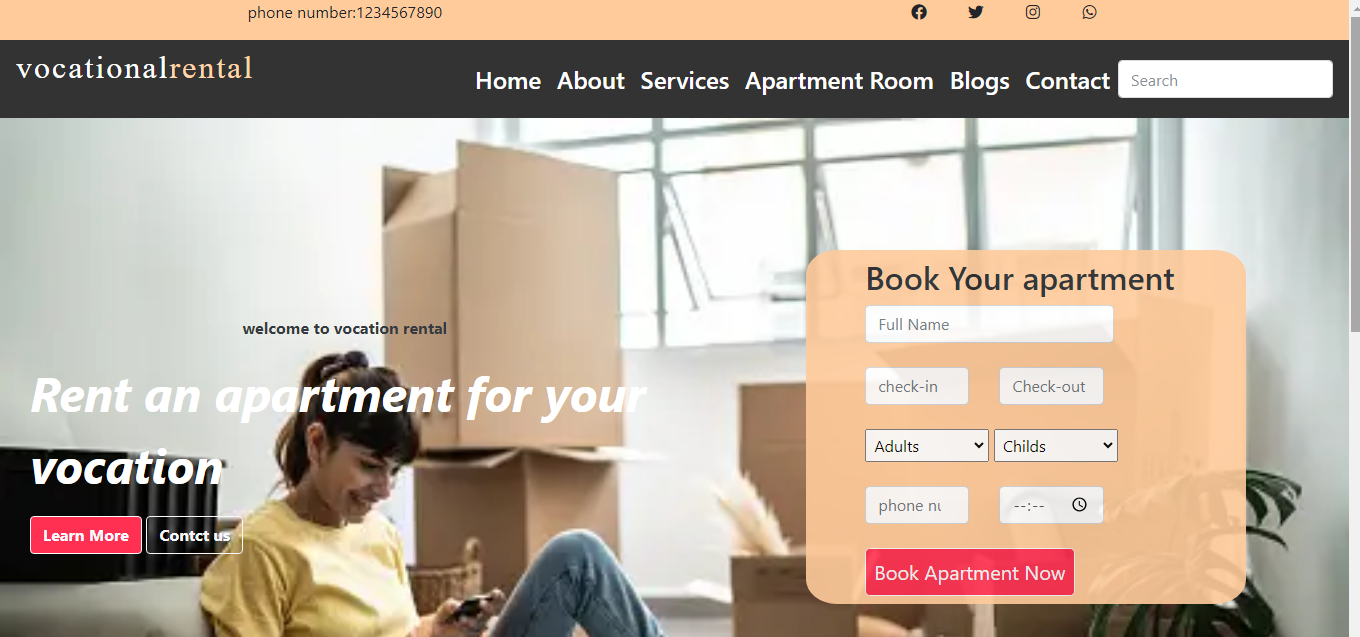 phone number:1234567890
vocationalrental
Home About Services Apartment Room Blogs Contact Search
Book Your apartment
Full Name
welcome to vocation rental
check-in Check-out
Rent an apartment for your
vocation
Adults Childs
phone nu --:--
Learn More Contct us
Book Apartment Now